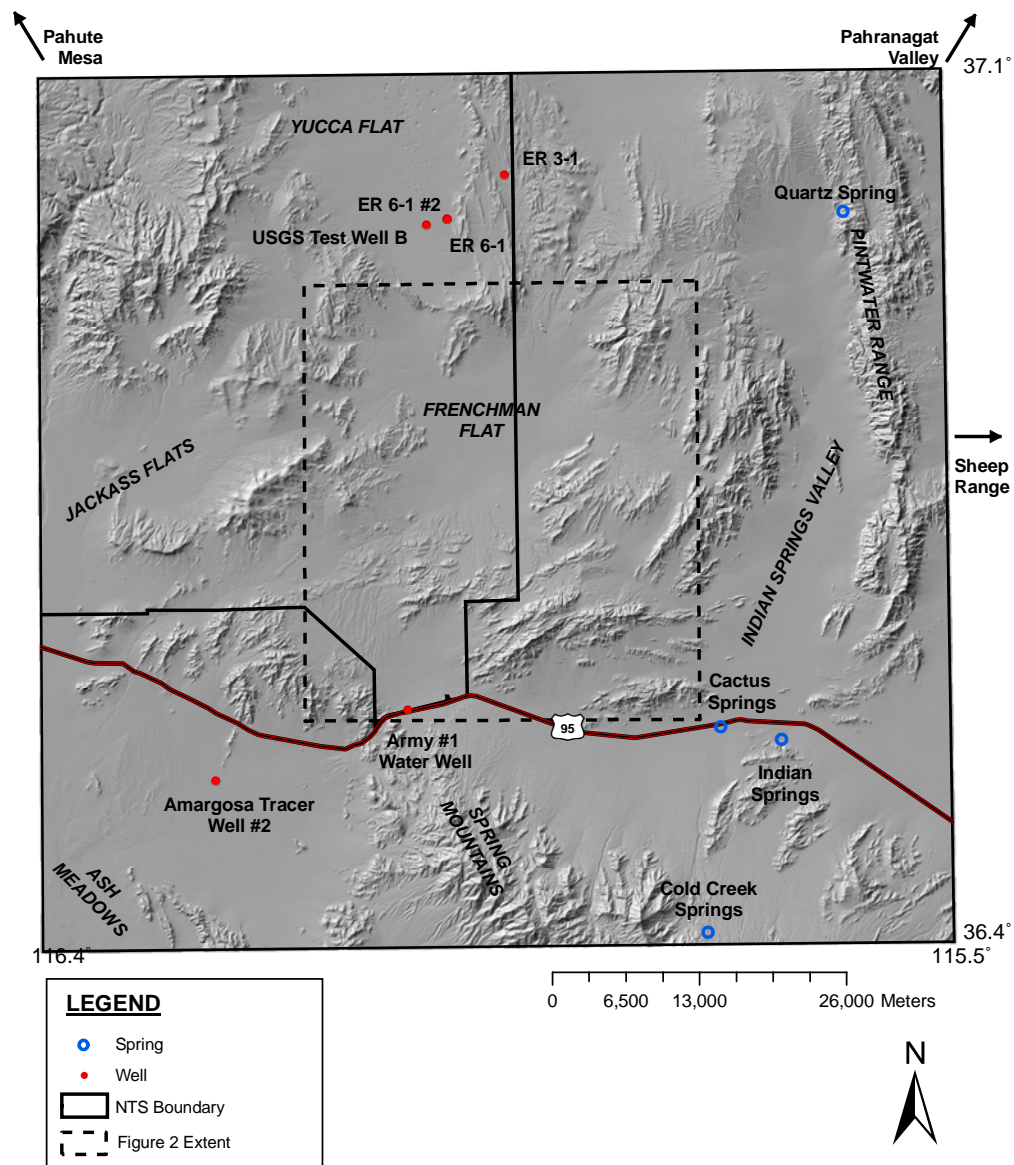 Pahute
Mesa
Pahranagat
Valley
37.1°
YUCCA FLAT
ER 3-1
Quartz Spring
ER 6-1 #2
USGS Test Well B
ER 6-1
PINTWATER RANGE
FRENCHMAN
FLAT
JACKASS FLATS
Sheep
Range
INDIAN SPRINGS VALLEY
Cactus
Springs
95
Army #1
Water Well
Indian
Springs
Amargosa Tracer
Well #2
SPRING
MOUNTAINS
ASH
MEADOWS
Cold Creek
Springs
36.4°
116.4°
115.5°
0 6,500 13,000 26,000 Meters
LEGEND
Spring
Well
NTS Boundary
Figure 2 Extent
N